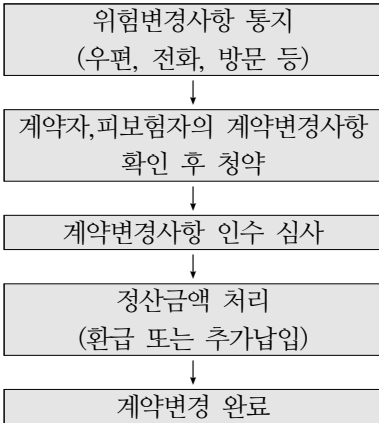 위험변경사항 통지
(우편, 전화, 방문 등)
계약자,피보험자의 계약변경사항
확인 후 청약
계약변경사항 인수 심사
정산금액 처리
(환급 또는 추가납입)
계약변경 완료